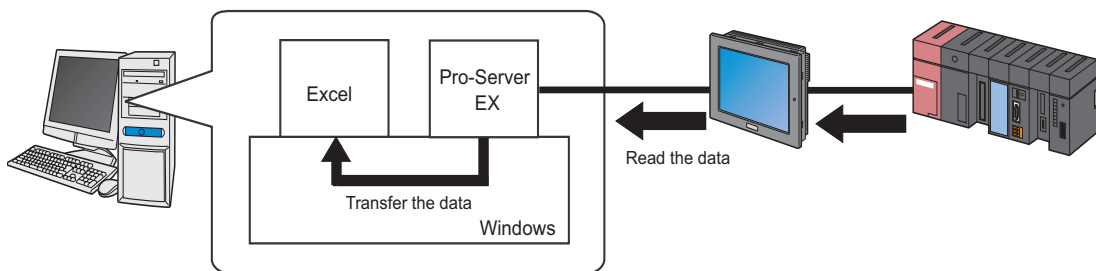 Excel
Pro-Server
EX
Read the data
Transfer the data
Windows